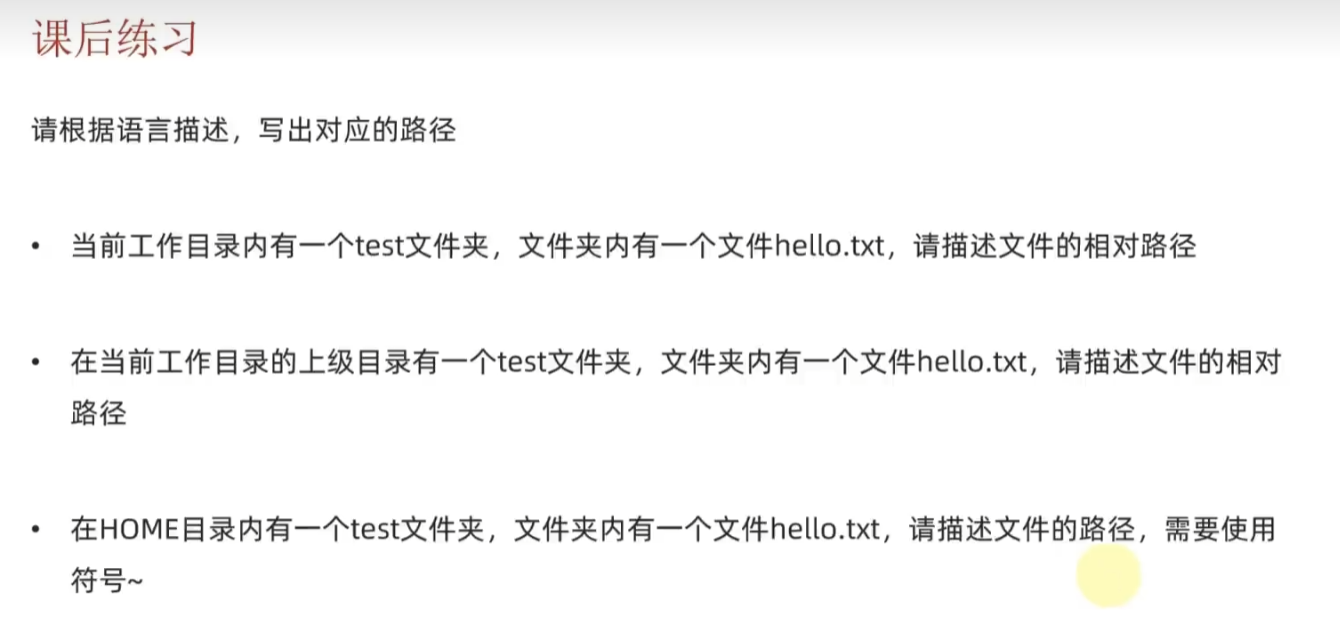 课后练习
请根据语言描述，写出对应的路径
• 当前工作目录内有一个test文件夹，文件夹内有一个文件hello.txt，请描述文件的相对路径
• 在当前工作目录的上级目录有一个test文件夹，文件夹内有一个文件hello.txt，请描述文件的相对
路径
• 在HOME目录内有一个test文件夹，文件夹内有一个文件hello.txt，请描述文件的路径，需要使用
符号~